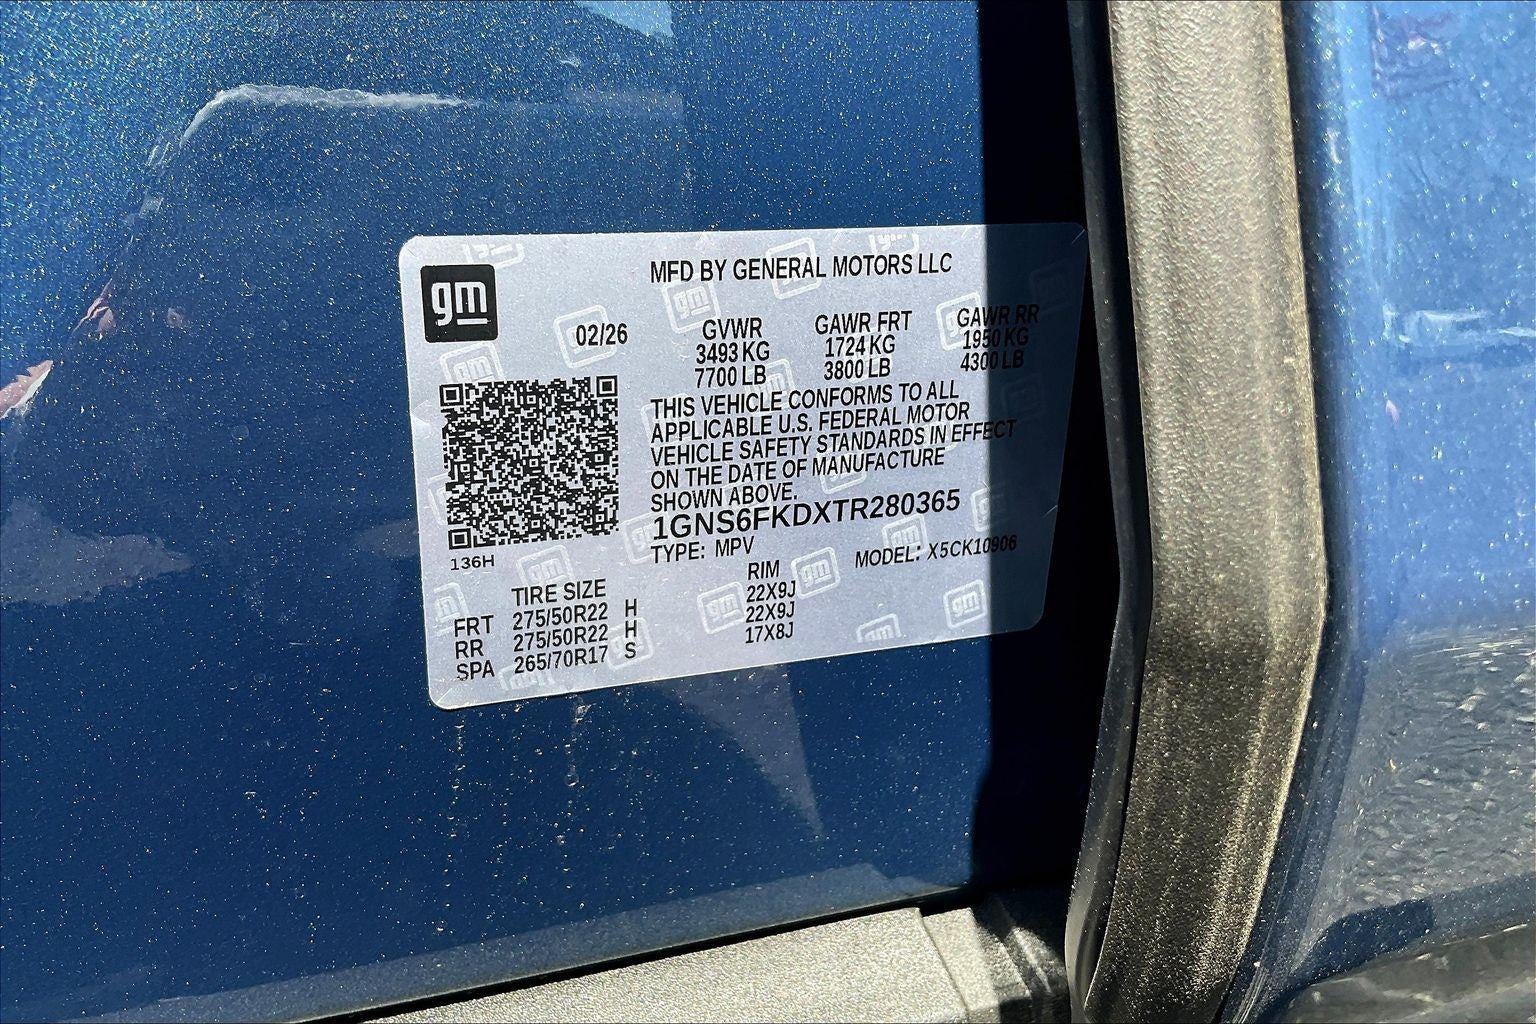 gm
MFD BY GENERAL MOTORS LLC
02/26 GVWR GAWR FRT GAWR RR
3493 KG 1724 KG 1950 KG
7700 LB 3800 LB 4300 LB
THIS VEHICLE CONFORMS TO ALL
APPLICABLE U.S. FEDERAL MOTOR
VEHICLE SAFETY STANDARDS IN EFFECT
ON THE DATE OF MANUFACTURE
SHOWN ABOVE.
1GNS6FKDXTR280365
136H TYPE: MPV MODEL: X5CK10906
TIRE SIZE RIM
FRT 275/50R22 H 22X9J
RR 275/50R22 H 22X9J
SPA 265/70R17 S 17X8J